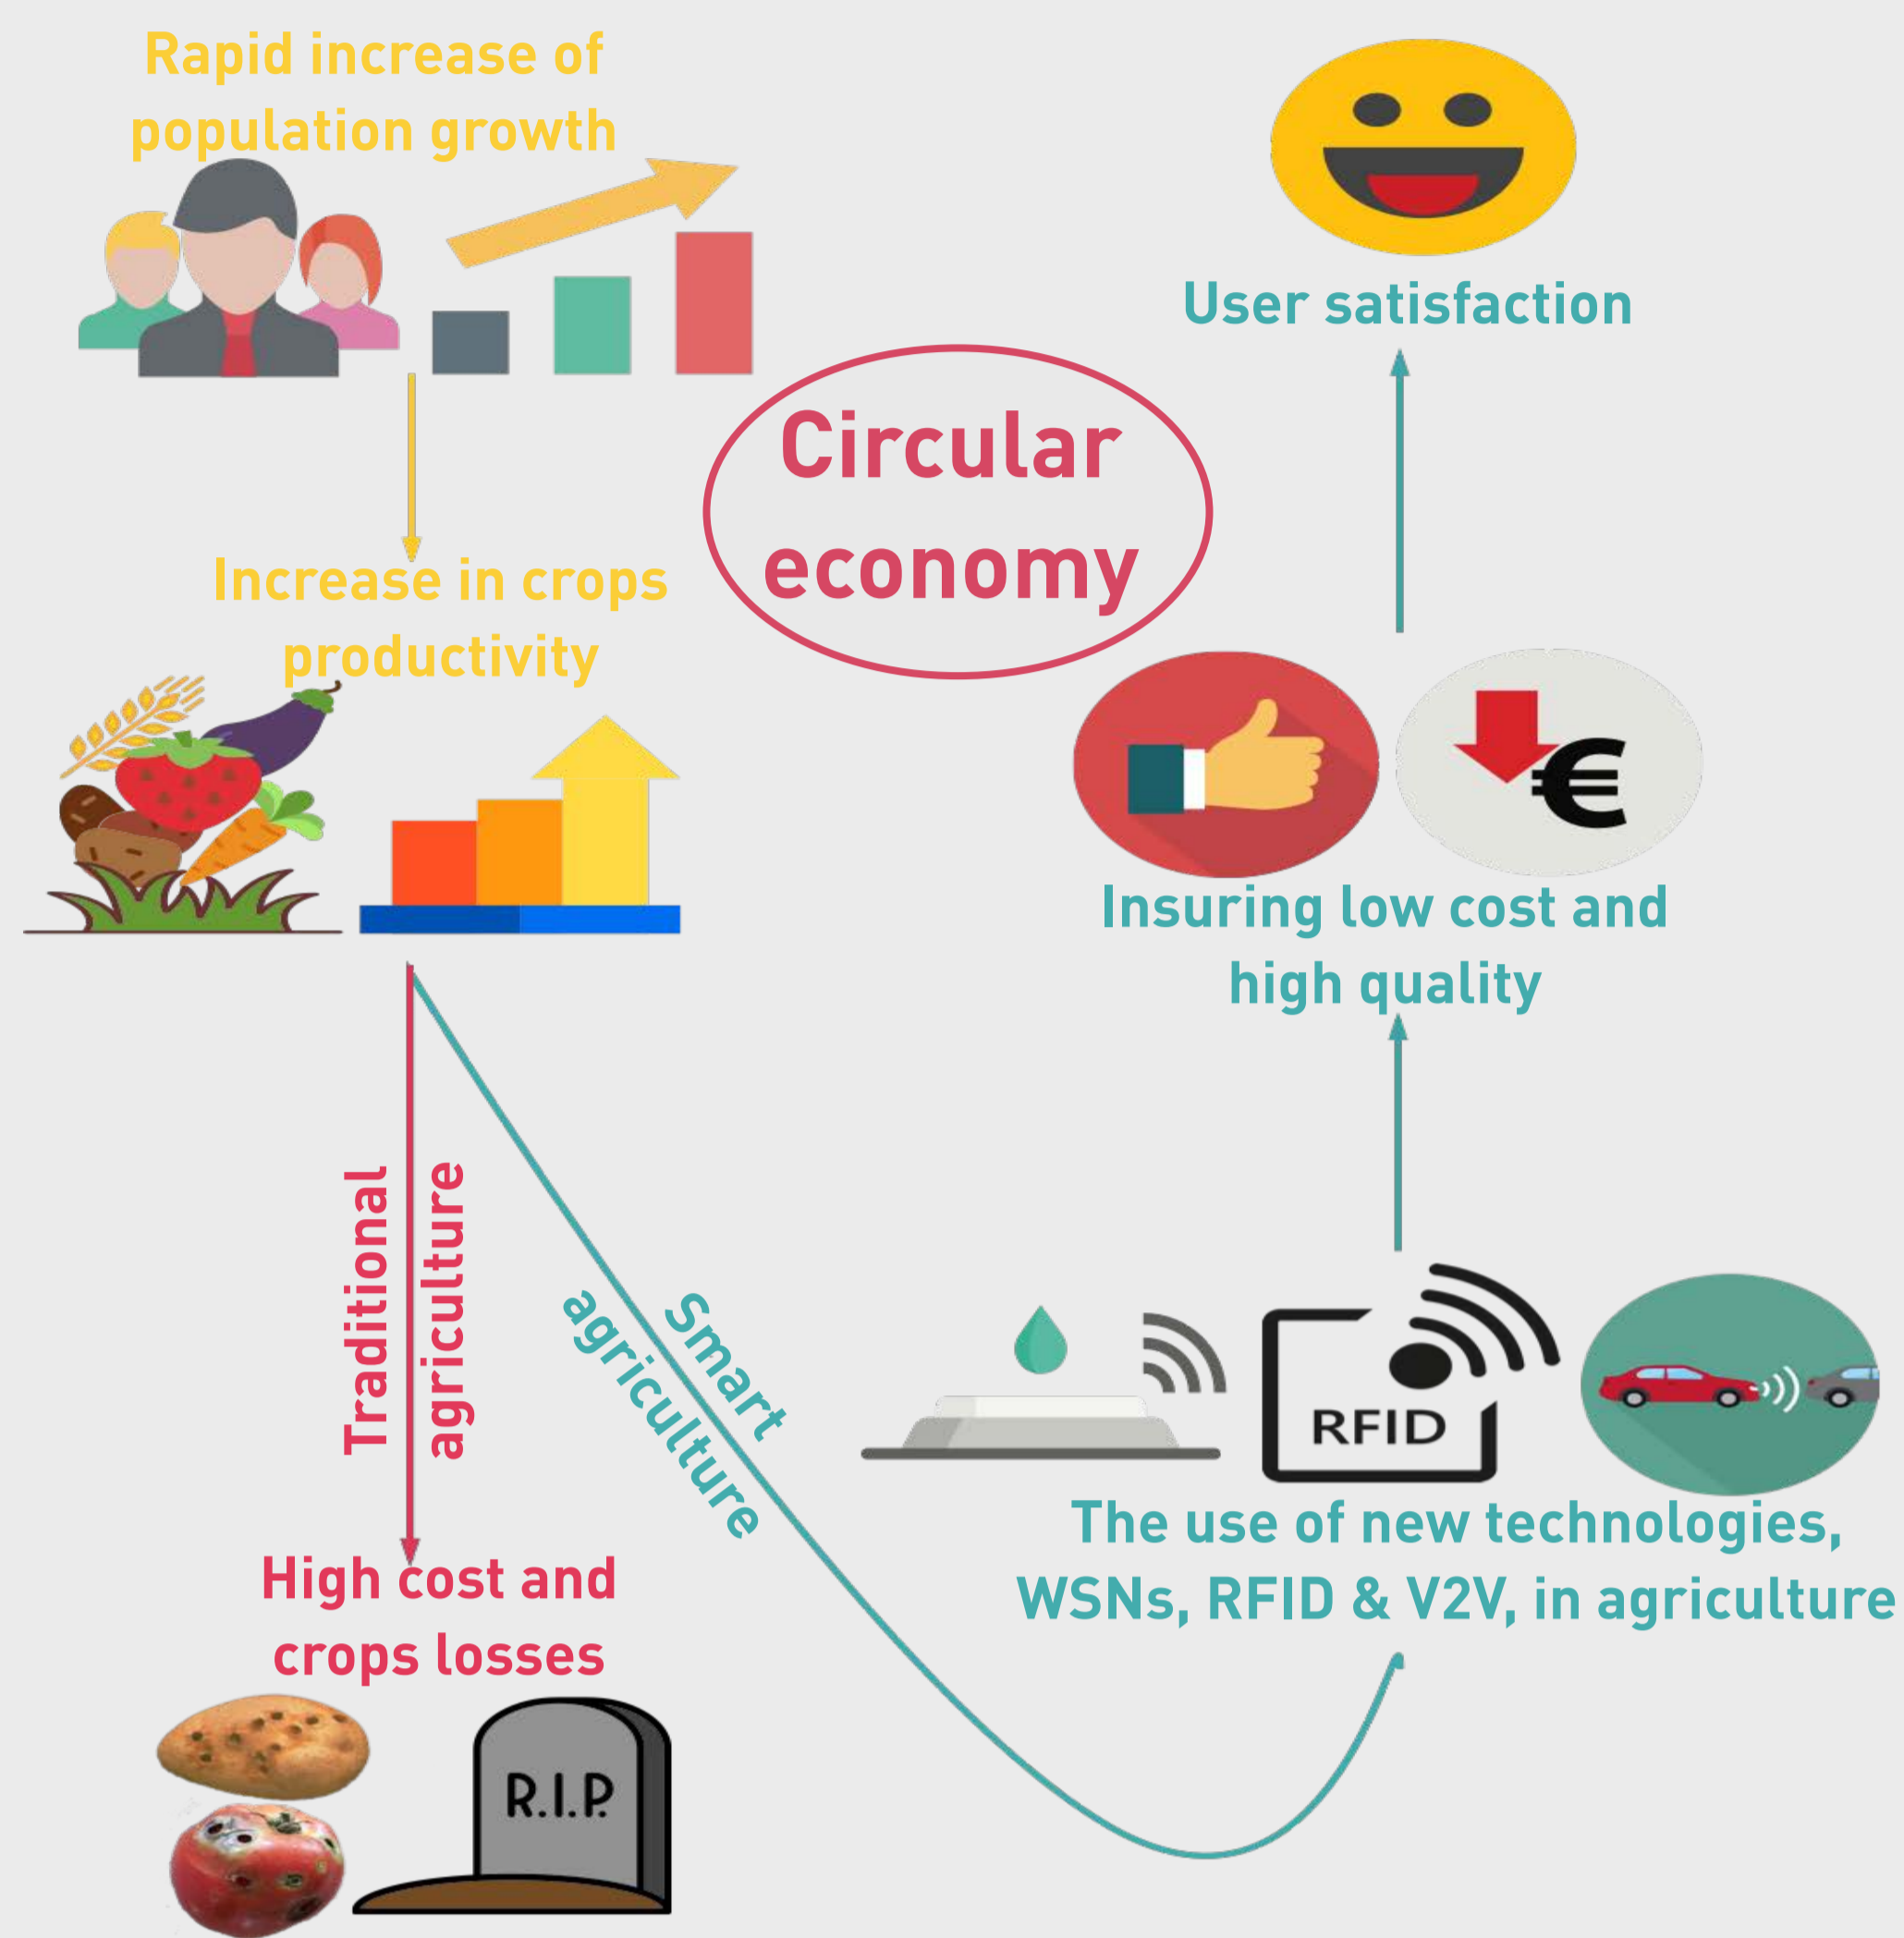 Rapid increase of
population growth
User satisfaction
Circular
economy
Increase in crops
productivity
€
Insuring low cost and
high quality
Traditional
agriculture
Smart
agriculture
RFID
The use of new technologies,
WSNs, RFID & V2V, in agriculture
High cost and
crops losses
R.I.P.